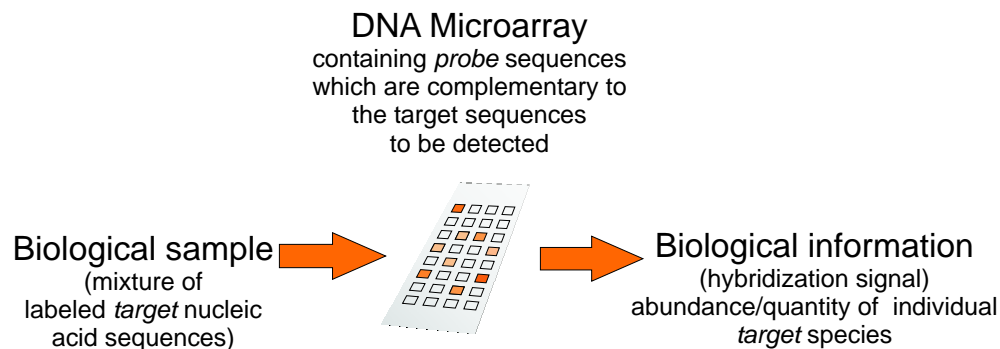 DNA Microarray
containing probe sequences
which are complementary to
the target sequences
to be detected
Biological sample
(mixture of
labeled target nucleic
acid sequences)
Biological information
(hybridization signal)
abundance/quantity of individual
target species